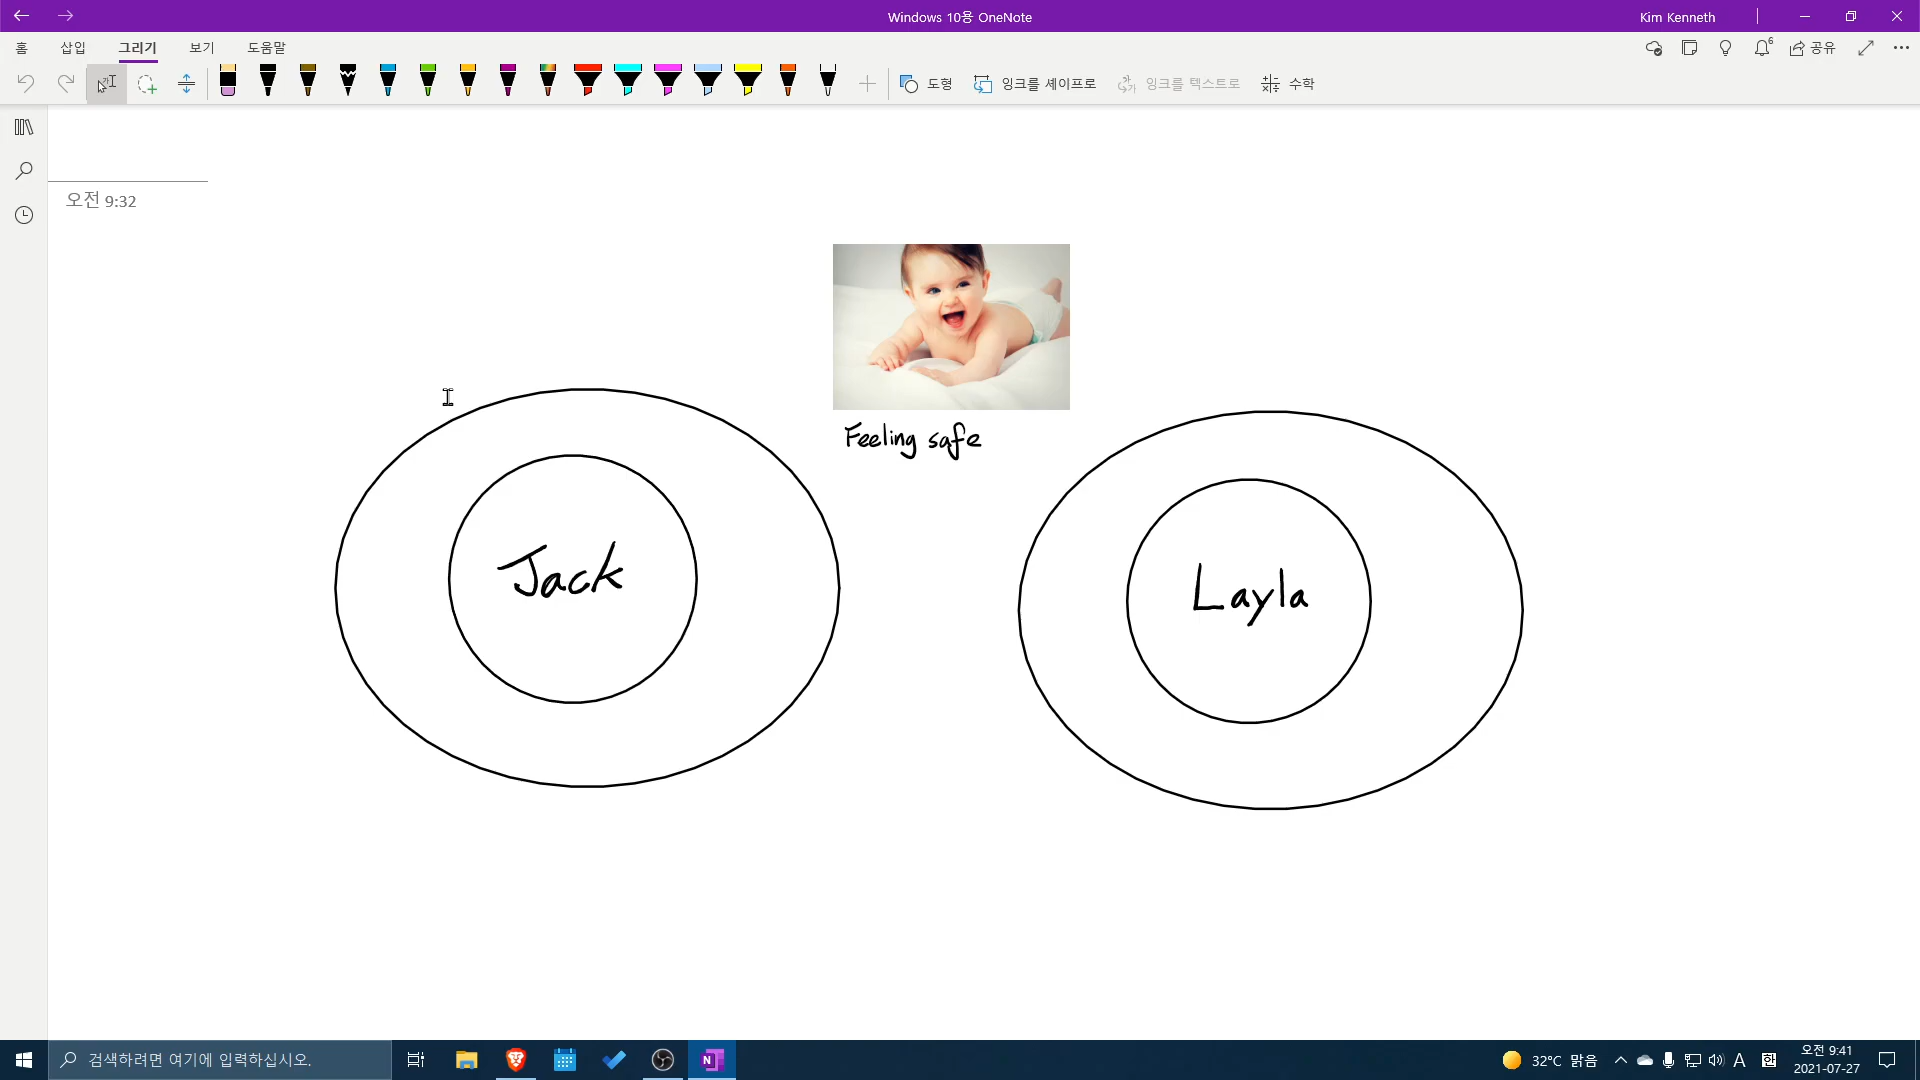 Windows 10용 OneNote
Kim Kenneth
홈 삽입 그리기 보기 도움말
6
공유
도형 잉크를 셰이프로 잉크를 텍스트로 수학
오전 9:32
Feeling safe
Jack
Layla
검색하려면 여기에 입력하십시오.
32°C 맑음
A 한
오전 9:41
2021-07-27